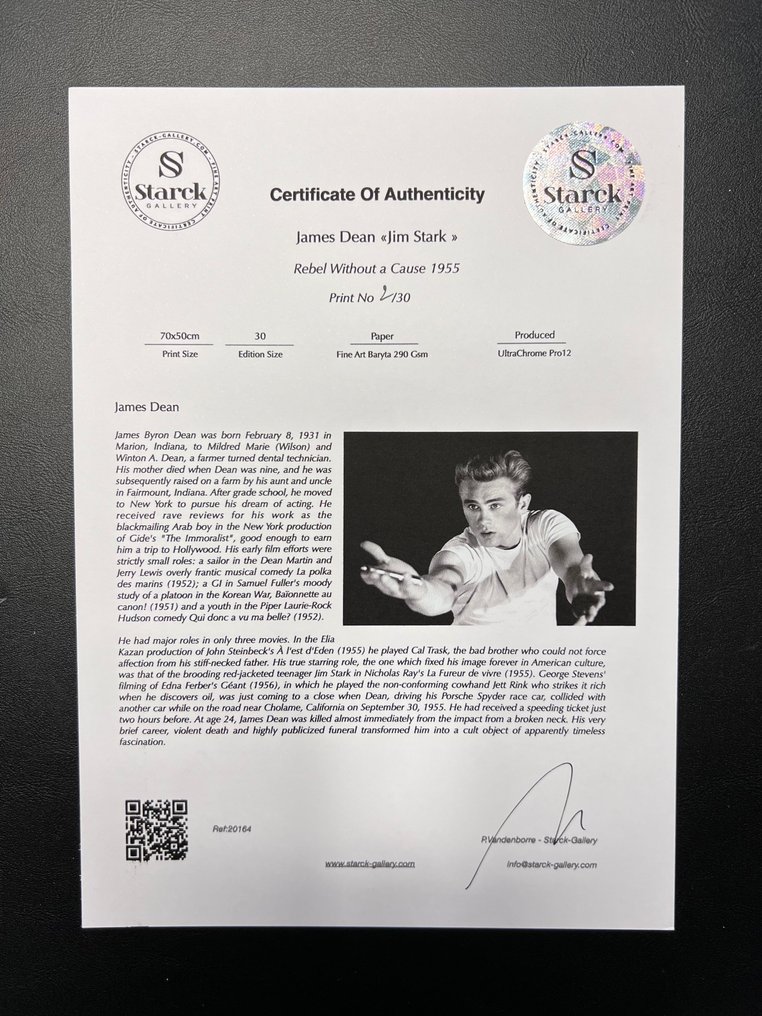 STARCK-GALLERY.COM - FINE ART PRINT - CERTIFICATE OF AUTHENTICITY
S
Starck
GALLERY
STARCK-GALLERY.COM - FINE ART PRINT - CERTIFICATE OF AUTHENTICITY
S
Starck
GALLERY
Certificate Of Authenticity
James Dean «Jim Stark »
Rebel Without a Cause 1955
Print No 2/30
70x50cm 30 Paper Produced
Print Size Edition Size Fine Art Baryta 290 Gsm UltraChrome Pro12
James Dean
James Byron Dean was born February 8, 1931 in
Marion, Indiana, to Mildred Marie (Wilson) and
Winton A. Dean, a farmer turned dental technician.
His mother died when Dean was nine, and he was
subsequently raised on a farm by his aunt and uncle
in Fairmount, Indiana. After grade school, he moved
to New York to pursue his dream of acting. He
received rave reviews for his work as the
blackmailing Arab boy in the New York production
of Gide's "The Immoralist", good enough to earn
him a trip to Hollywood. His early film efforts were
strictly small roles: a sailor in the Dean Martin and
Jerry Lewis overly frantic musical comedy La polka
des marins (1952); a GI in Samuel Fuller's moody
study of a platoon in the Korean War, Baïonnette au
canon! (1951) and a youth in the Piper Laurie-Rock
Hudson comedy Qui donc a vu ma belle? (1952).
He had major roles in only three movies. In the Elia
Kazan production of John Steinbeck's À l'est d'Eden (1955) he played Cal Trask, the bad brother who could not force
affection from his stiff-necked father. His true starring role, the one which fixed his image forever in American culture,
was that of the brooding red-jacketed teenager Jim Stark in Nicholas Ray's La Fureur de vivre (1955). George Stevens'
filming of Edna Ferber's Géant (1956), in which he played the non-conforming cowhand Jett Rink who strikes it rich
when he discovers oil, was just coming to a close when Dean, driving his Porsche Spyder race car, collided with
another car while on the road near Cholame, California on September 30, 1955. He had received a speeding ticket just
two hours before. At age 24, James Dean was killed almost immediately from the impact from a broken neck. His very
brief career, violent death and highly publicized funeral transformed him into a cult object of apparently timeless
fascination.
Ref:20164
P.Vandenborre - Starck-Gallery
www.starck-gallery.com
info@starck-gallery.com